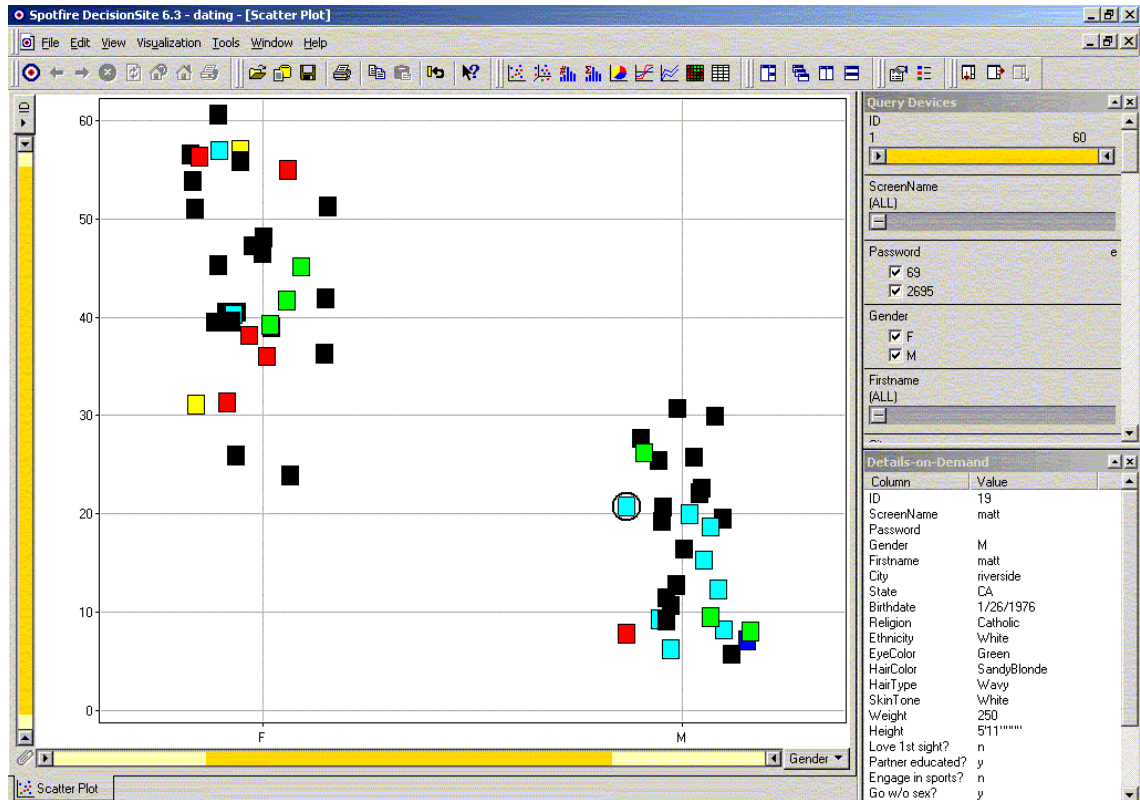 Spotfire DecisionSite 6.3 - dating - [Scatter Plot]
File Edit View Visualization Tools Window Help
ID
60
50
40
30
20
10
0
F M
Gender
Scatter Plot
Query Devices
ID
1 60
ScreenName
(ALL)
Password e
69
2695
Gender
F
M
Firstname
(ALL)
Details-on-Demand
Column Value
ID 19
ScreenName matt
Password
Gender M
Firstname matt
City riverside
State CA
Birthdate 1/26/1976
Religion Catholic
Ethnicity White
EyeColor Green
HairColor SandyBlonde
HairType Wavy
SkinTone White
Weight 250
Height 5'11"""""
Love 1st sight? n
Partner educated? y
Engage in sports? n
Go w/o sex? y